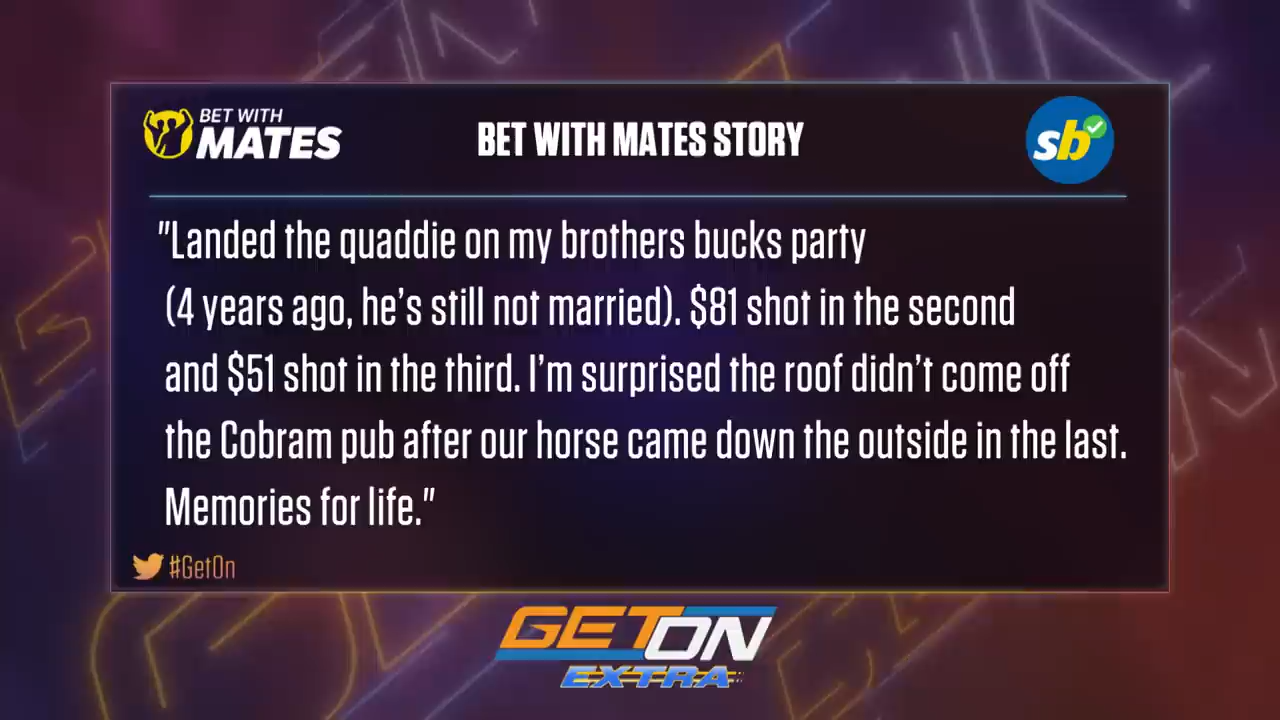 BET WITH
MATES
BET WITH MATES STORY
sb
"Landed the quaddie on my brothers bucks party
(4 years ago, he's still not married). $81 shot in the second
and $51 shot in the third. I'm surprised the roof didn't come off
the Cobram pub after our horse came down the outside in the last.
Memories for life."
#GetOn
GET ON
EXTRA